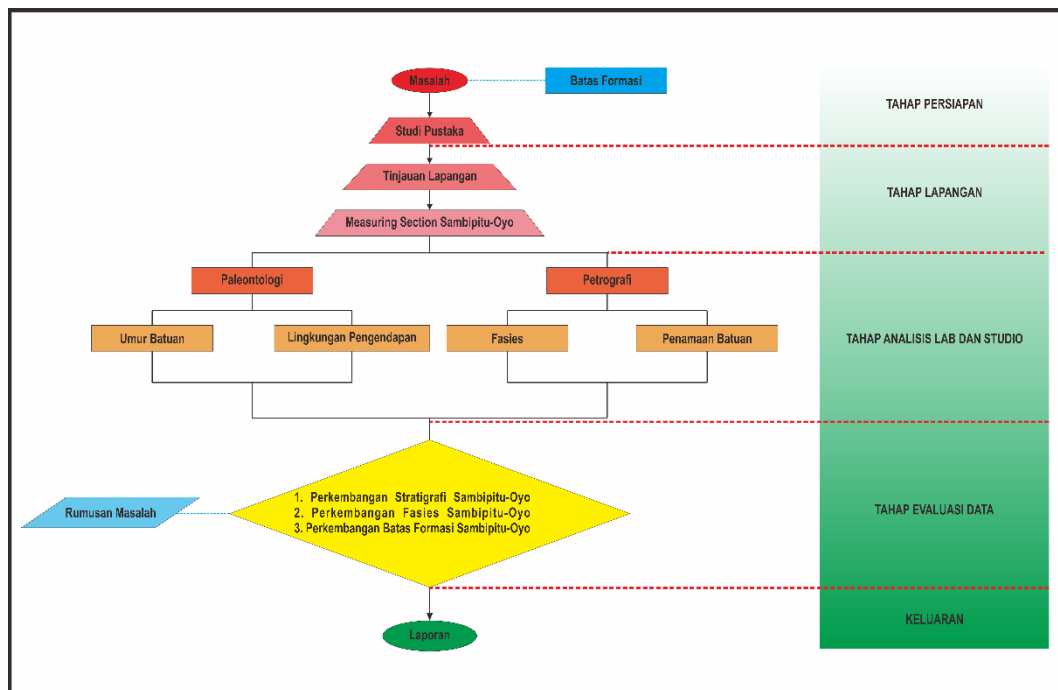 Masalah
Batas Formasi
TAHAP PERSIAPAN
Studi Pustaka
Tinjauan Lapangan
TAHAP LAPANGAN
Measuring Section Sambipitu-Oyo
Paleontologi
Petrografi
Umur Batuan
Lingkungan Pengendapan
Fasies
Penamaan Batuan
TAHAP ANALISIS LAB DAN STUDIO
1. Perkembangan Stratigrafi Sambipitu-Oyo
2. Perkembangan Fasies Sambipitu-Oyo
3. Perkembangan Batas Formasi Sambipitu-Oyo
Rumusan Masalah
TAHAP EVALUASI DATA
Laporan
KELUARAN